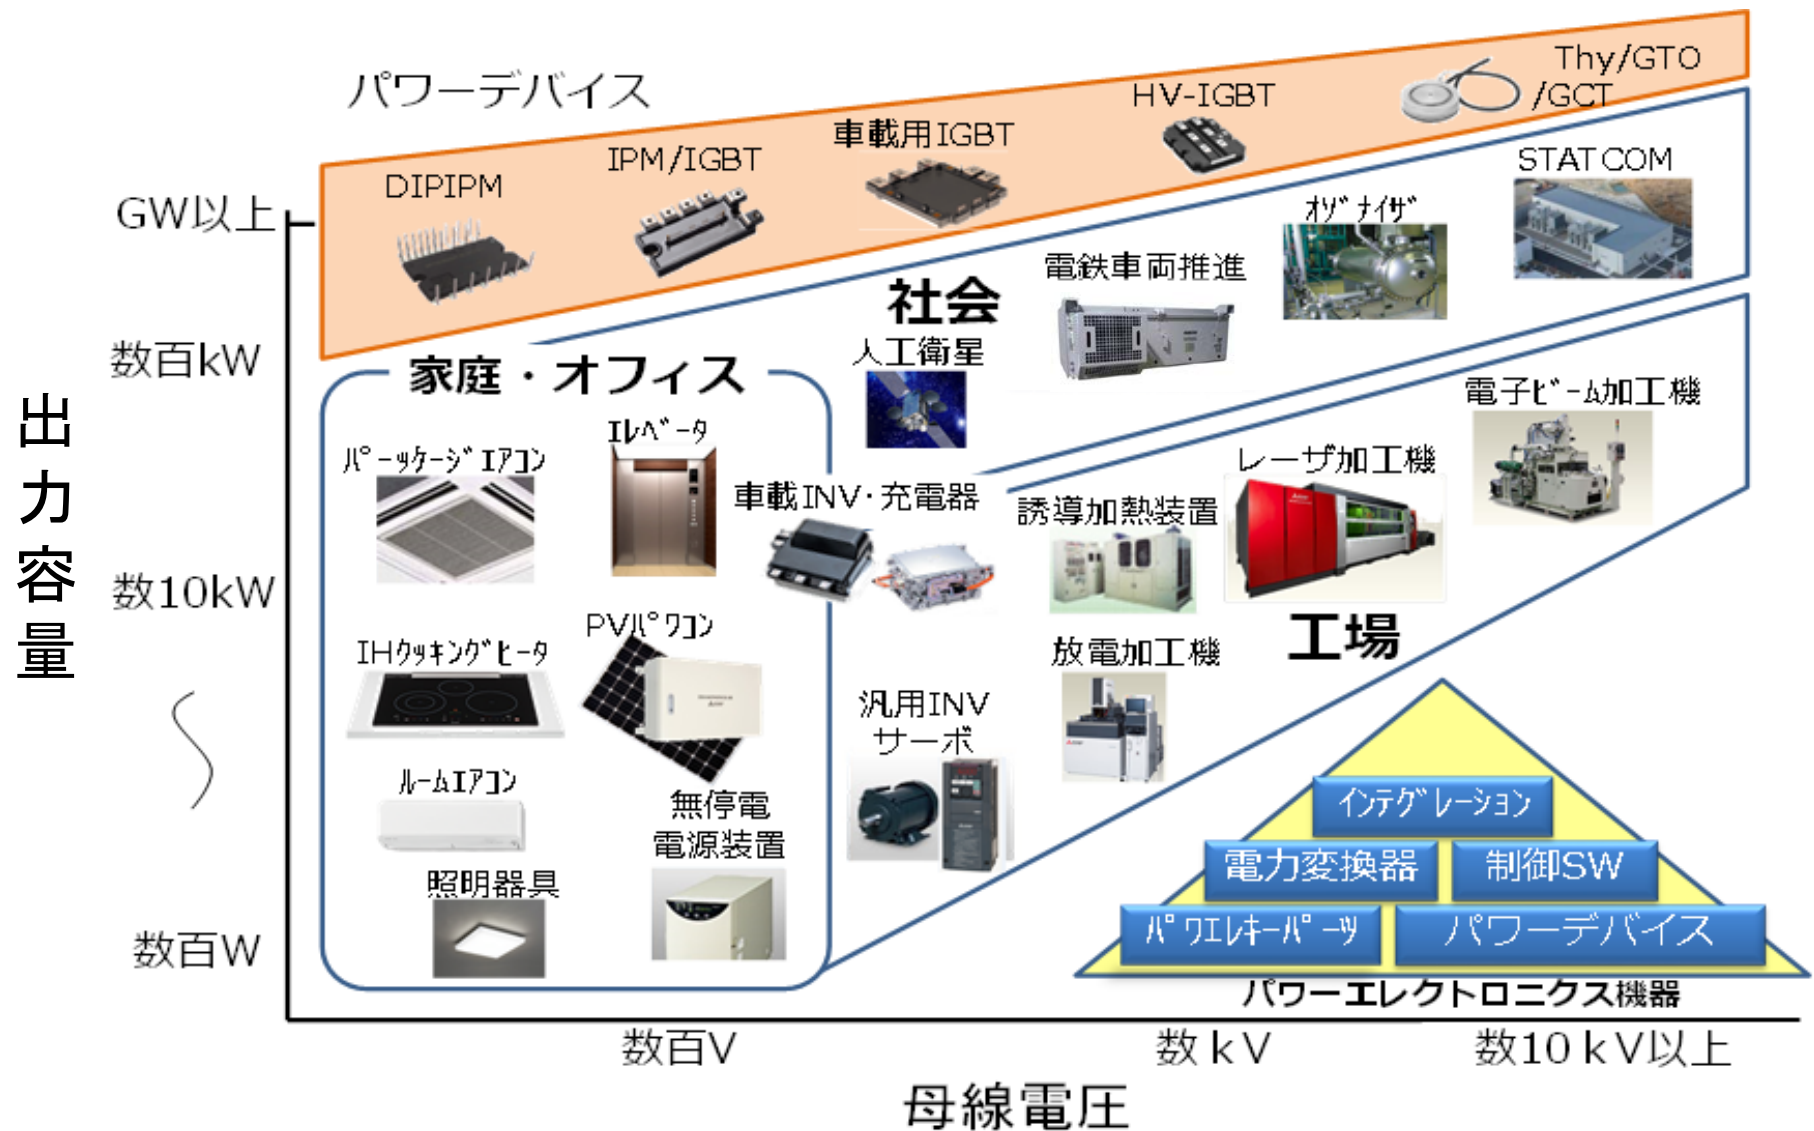 パワーデバイス
DIPIPM
IPM/IGBT
車載用IGBT
HV-IGBT
Thy/GTO
/GCT
GW以上
数百kW
数10kW
数百W
出力容量
社会
人工衛星
電鉄車両推進
ｵｿﾞﾅｲｻﾞ
STATCOM
家庭・オフィス
ﾊﾟｰｯｹｰｼﾞｴｱｺﾝ
ｴﾚﾍﾞｰﾀ
車載INV・充電器
IHｸｯｷﾝｸﾞﾋｰﾀ
PVﾊﾟﾜｺﾝ
ﾙｰﾑｴｱｺﾝ
無停電
電源装置
照明器具
誘導加熱装置
レーザ加工機
電子ﾋﾞｰﾑ加工機
工場
放電加工機
汎用INV
サーボ
ｲﾝﾃｸﾞﾚｰｼｮﾝ
電力変換器
制御SW
ﾊﾟﾜｴﾚｷｰﾊﾟｰﾂ
パワーデバイス
パワーエレクトロニクス機器
数百V
数ｋV
数10ｋV以上
母線電圧